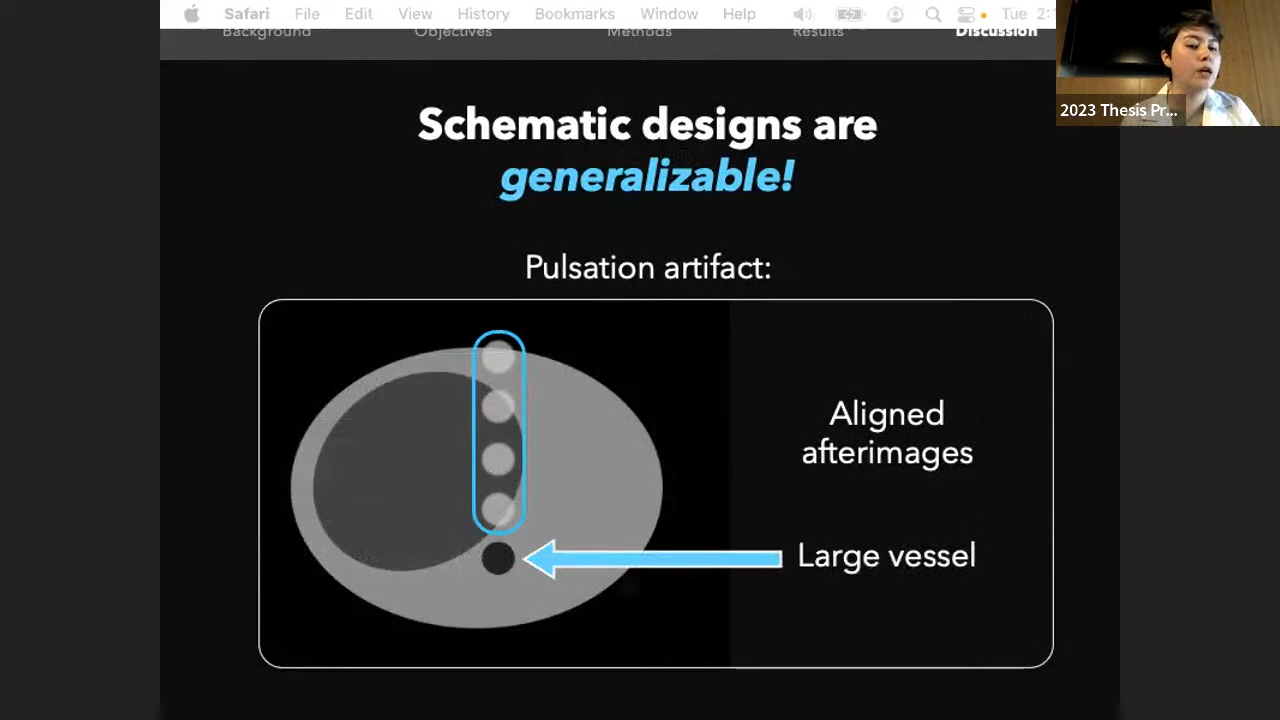 Safari File Edit View History Bookmarks Window Help Tue 2:
Background Objectives Methods Results Discussion
2023 Thesis Pr...
Schematic designs are
generalizable!
Pulsation artifact:
Aligned
afterimages
Large vessel